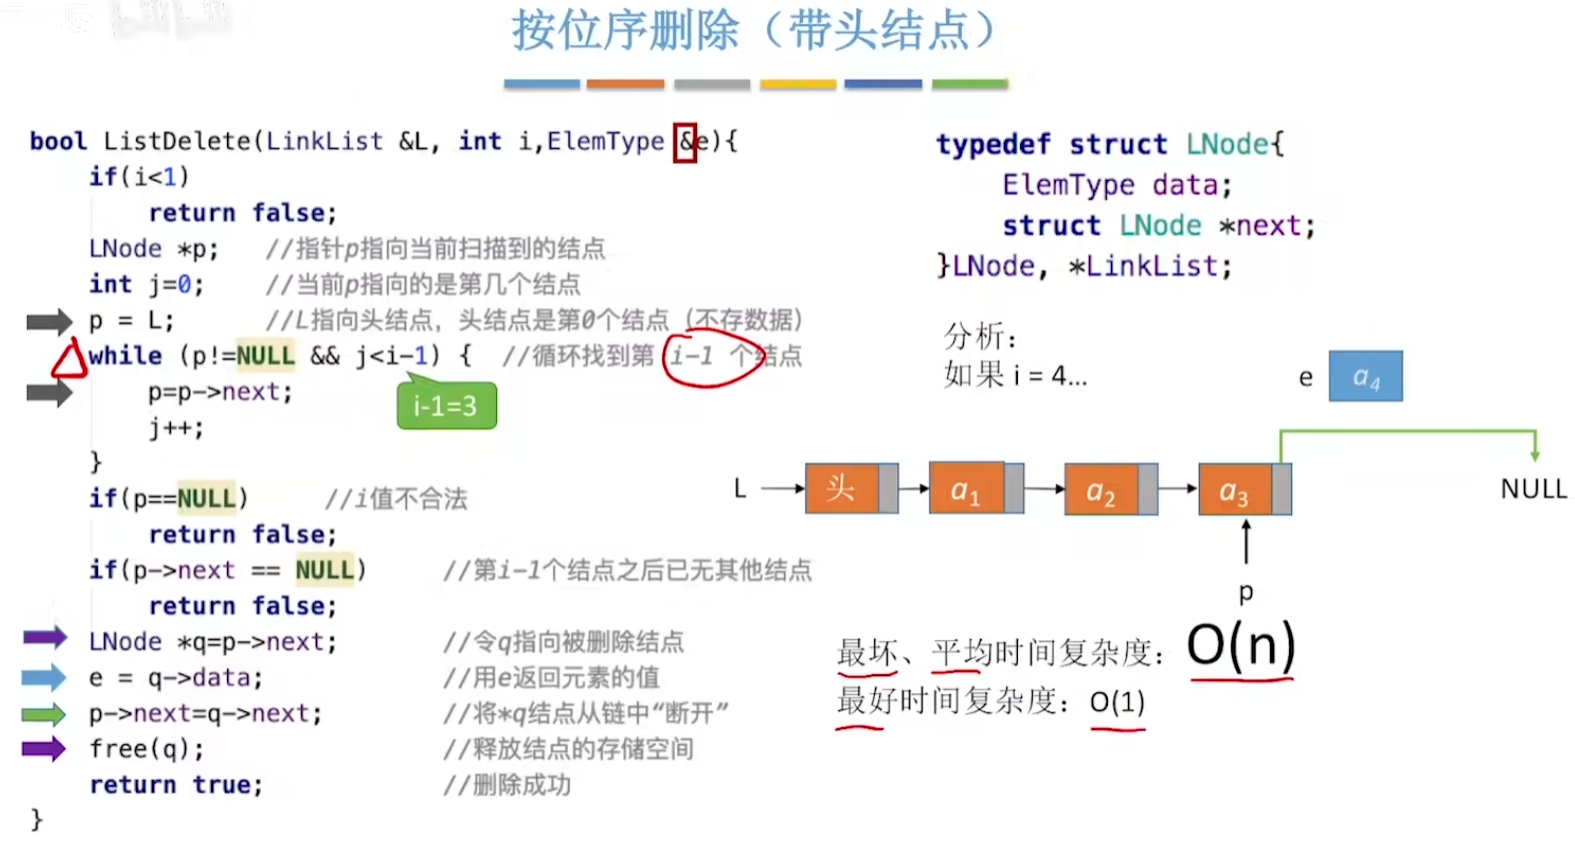 按位序删除（带头结点）
bool ListDelete(LinkList &L, int i,ElemType &e){
if(i<1)
return false;
LNode *p; //指针p指向当前扫描到的结点
int j=0; //当前p指向的是第几个结点
p = L; //L指向头结点，头结点是第0个结点（不存数据）
while (p!=NULL && j<i-1) { //循环找到第 i-1 个结点
p=p->next;
i-1=3
j++;
}
if(p==NULL) //i值不合法
return false;
if(p->next == NULL) //第i-1个结点之后已无其他结点
return false;
LNode *q=p->next; //令q指向被删除结点
e = q->data; //用e返回元素的值
p->next=q->next; //将*q结点从链中“断开”
free(q); //释放结点的存储空间
return true; //删除成功
}
typedef struct LNode{
ElemType data;
struct LNode *next;
}LNode, *LinkList;
分析：
如果 i = 4...
e a4
L 头 a1 a2 a3 NULL
p
最坏、平均时间复杂度：O(n)
最好时间复杂度：O(1)